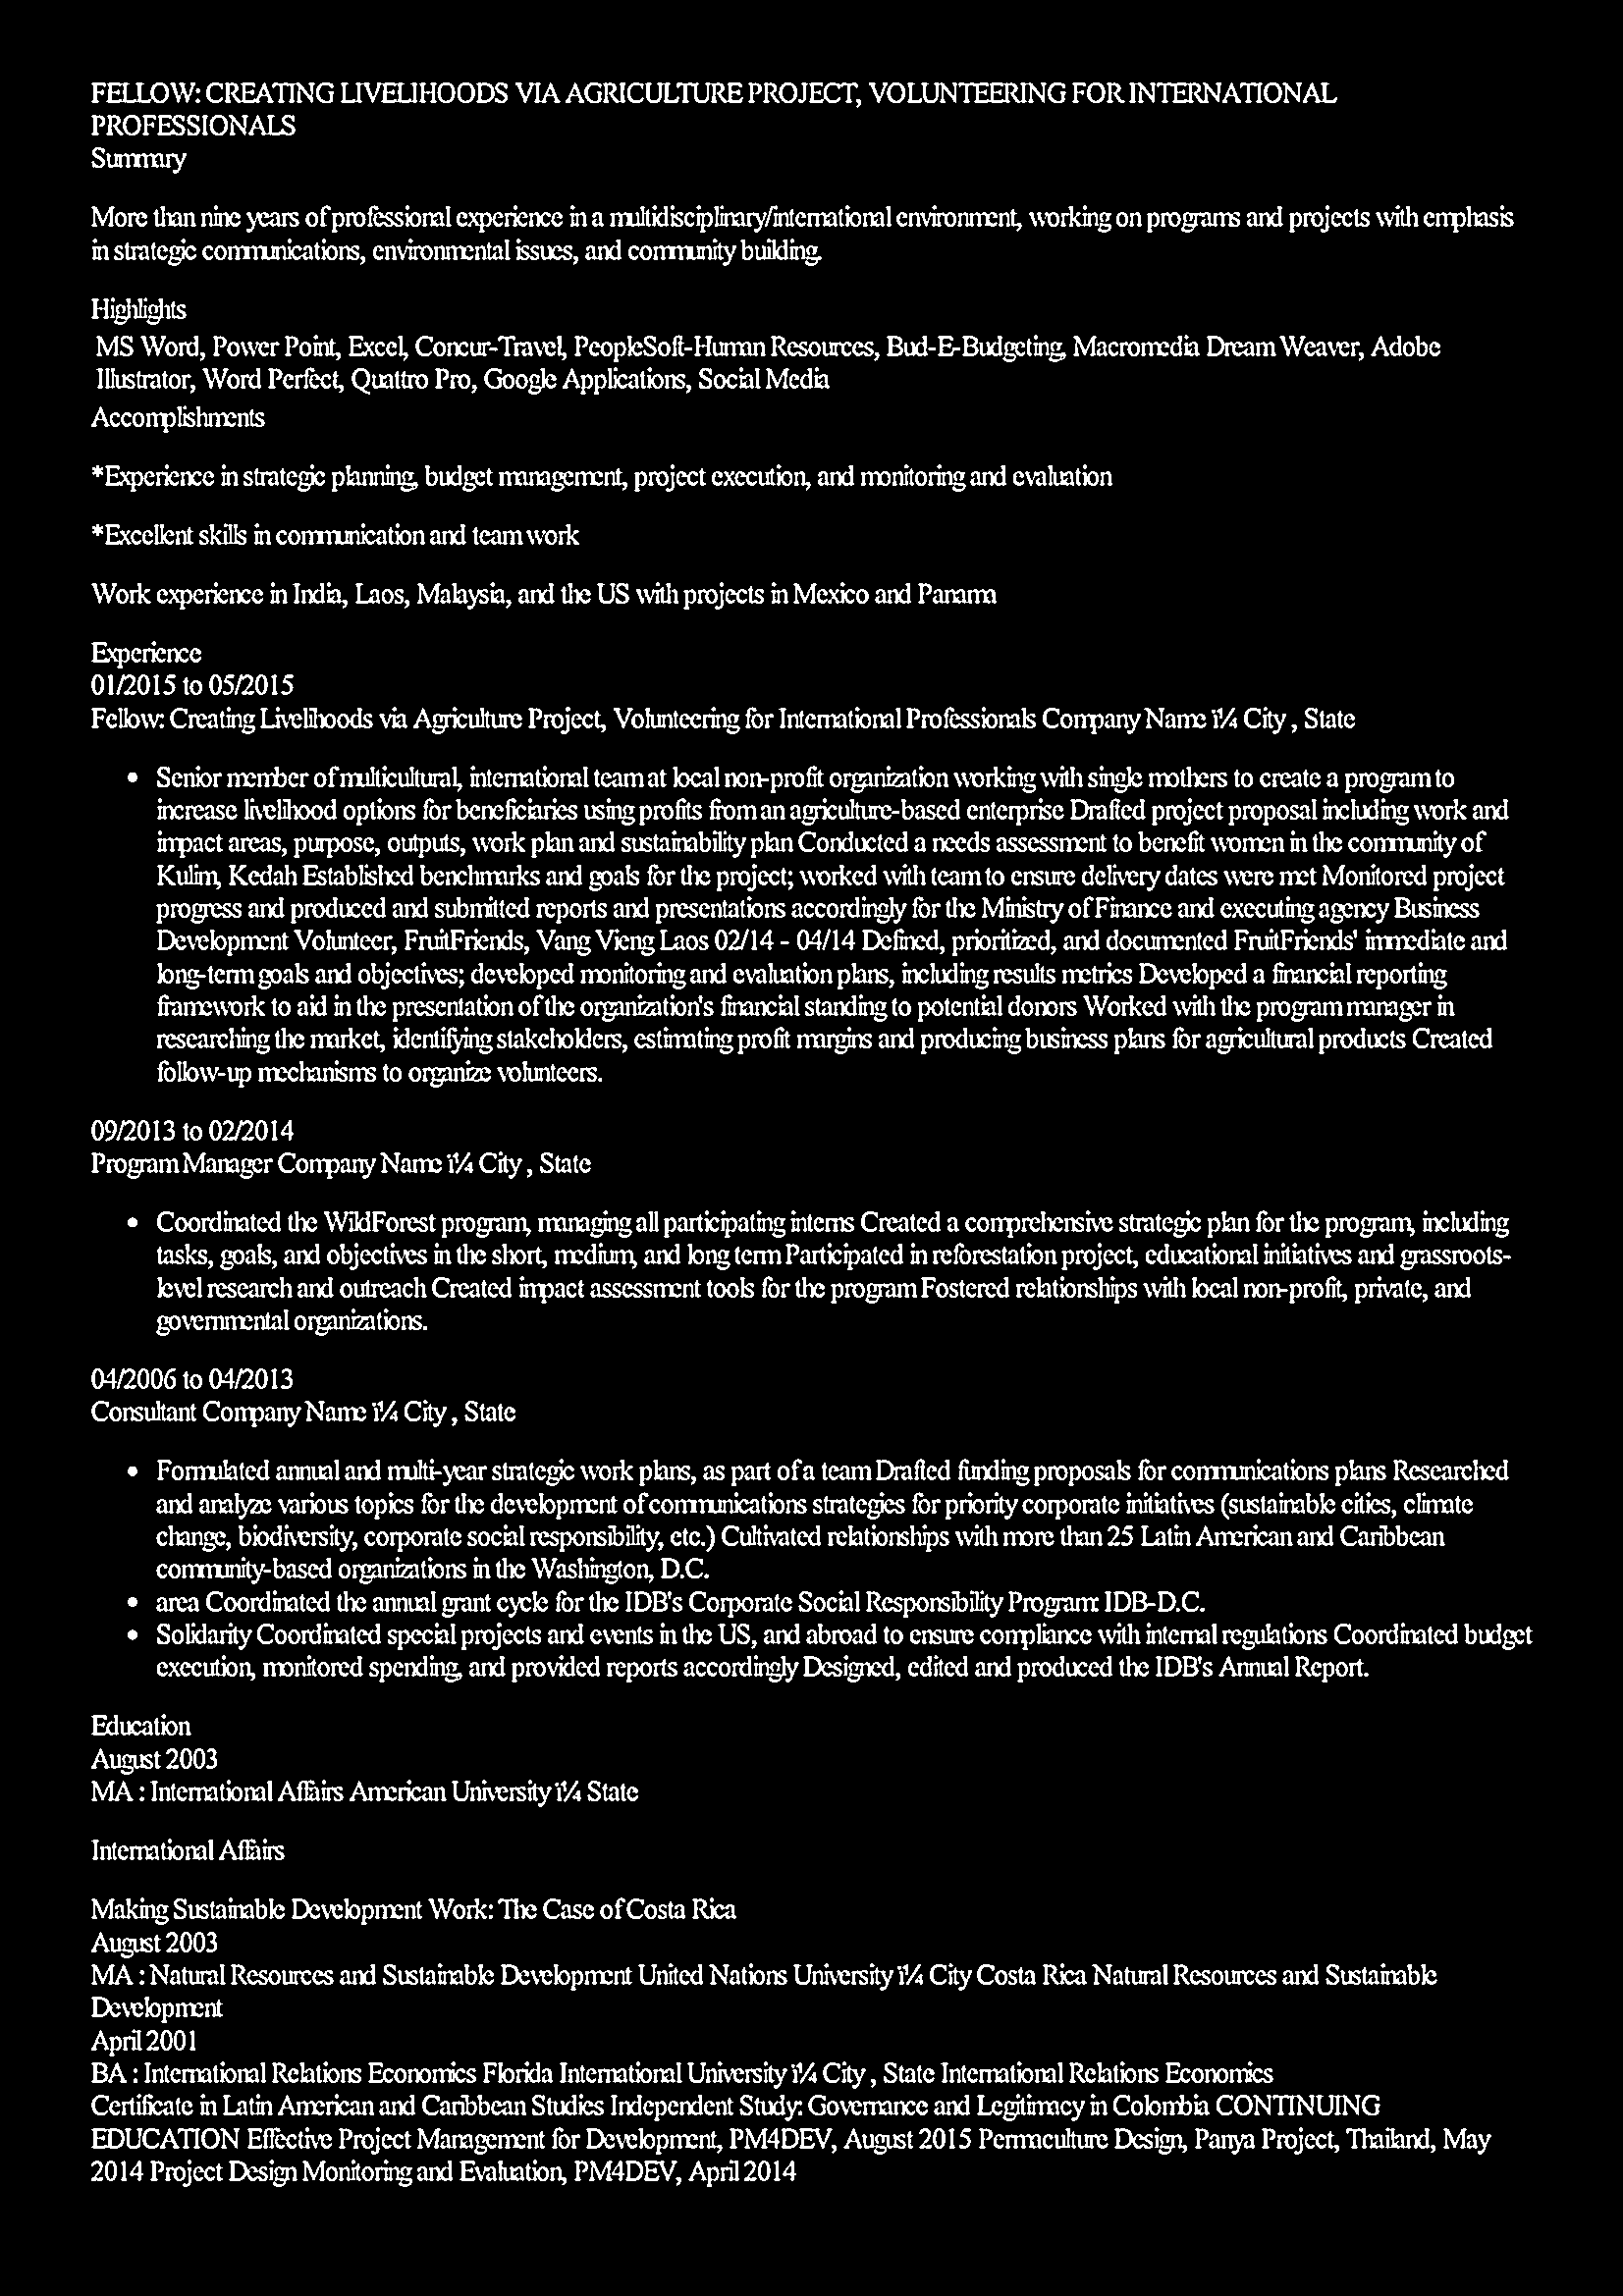 FELLOW: CREATING LIVELIHOODS VIA AGRICULTURE PROJECT, VOLUNTEERING FOR INTERNATIONAL
PROFESSIONALS
Summary
More than nine years of professional experience in a multidisciplinary/international environment, working on programs and projects with emphasis
in strategic communications, environmental issues, and community building.
Highlights
MS Word, Power Point, Excel, Concur-Travel, PeopleSoft-Human Resources, Bud-E-Budgeting, Macromedia Dream Weaver, Adobe
Illustrator, Word Perfect, Quattro Pro, Google Applications, Social Media
Accomplishments
*Experience in strategic planning, budget management, project execution, and monitoring and evaluation
*Excellent skills in communication and team work
Work experience in India, Laos, Malaysia, and the US with projects in Mexico and Panama
Experience
01/2015 to 05/2015
Fellow: Creating Livelihoods via Agriculture Project, Volunteering for International Professionals Company Name ï¼ City , State
• Senior member of multicultural, international team at local non-profit organization working with single mothers to create a program to
increase livelihood options for beneficiaries using profits from an agriculture-based enterprise Drafted project proposal including work and
impact areas, purpose, outputs, work plan and sustainability plan Conducted a needs assessment to benefit women in the community of
Kulim, Kedah Established benchmarks and goals for the project; worked with team to ensure delivery dates were met Monitored project
progress and produced and submitted reports and presentations accordingly for the Ministry of Finance and executing agency Business
Development Volunteer, FruitFriends, Vang Vieng Laos 02/14 - 04/14 Defined, prioritized, and documented FruitFriends' immediate and
long-term goals and objectives; developed monitoring and evaluation plans, including results metrics Developed a financial reporting
framework to aid in the presentation of the organization's financial standing to potential donors Worked with the program manager in
researching the market, identifying stakeholders, estimating profit margins and producing business plans for agricultural products Created
follow-up mechanisms to organize volunteers.
09/2013 to 02/2014
Program Manager Company Name ï¼ City , State
• Coordinated the WildForest program, managing all participating interns Created a comprehensive strategic plan for the program, including
tasks, goals, and objectives in the short, medium, and long term Participated in reforestation project, educational initiatives and grassroots-
level research and outreach Created impact assessment tools for the program Fostered relationships with local non-profit, private, and
governmental organizations.
04/2006 to 04/2013
Consultant Company Name ï¼ City , State
• Formulated annual and multi-year strategic work plans, as part of a team Drafted funding proposals for communications plans Researched
and analyze various topics for the development of communications strategies for priority corporate initiatives (sustainable cities, climate
change, biodiversity, corporate social responsibility, etc.) Cultivated relationships with more than 25 Latin American and Caribbean
community-based organizations in the Washington, D.C.
• area Coordinated the annual grant cycle for the IDB's Corporate Social Responsibility Program: IDB-D.C.
• Solidarity Coordinated special projects and events in the US, and abroad to ensure compliance with internal regulations Coordinated budget
execution, monitored spending, and provided reports accordingly Designed, edited and produced the IDB's Annual Report.
Education
August 2003
MA : International Affairs American University ï¼ State
International Affairs
Making Sustainable Development Work: The Case of Costa Rica
August 2003
MA : Natural Resources and Sustainable Development United Nations University ï¼ City Costa Rica Natural Resources and Sustainable
Development
April 2001
BA : International Relations Economics Florida International University ï¼ City , State International Relations Economics
Certificate in Latin American and Caribbean Studies Independent Study: Governance and Legitimacy in Colombia CONTINUING
EDUCATION Effective Project Management for Development, PM4DEV, August 2015 Permaculture Design, Panya Project, Thailand, May
2014 Project Design Monitoring and Evaluation, PM4DEV, April 2014